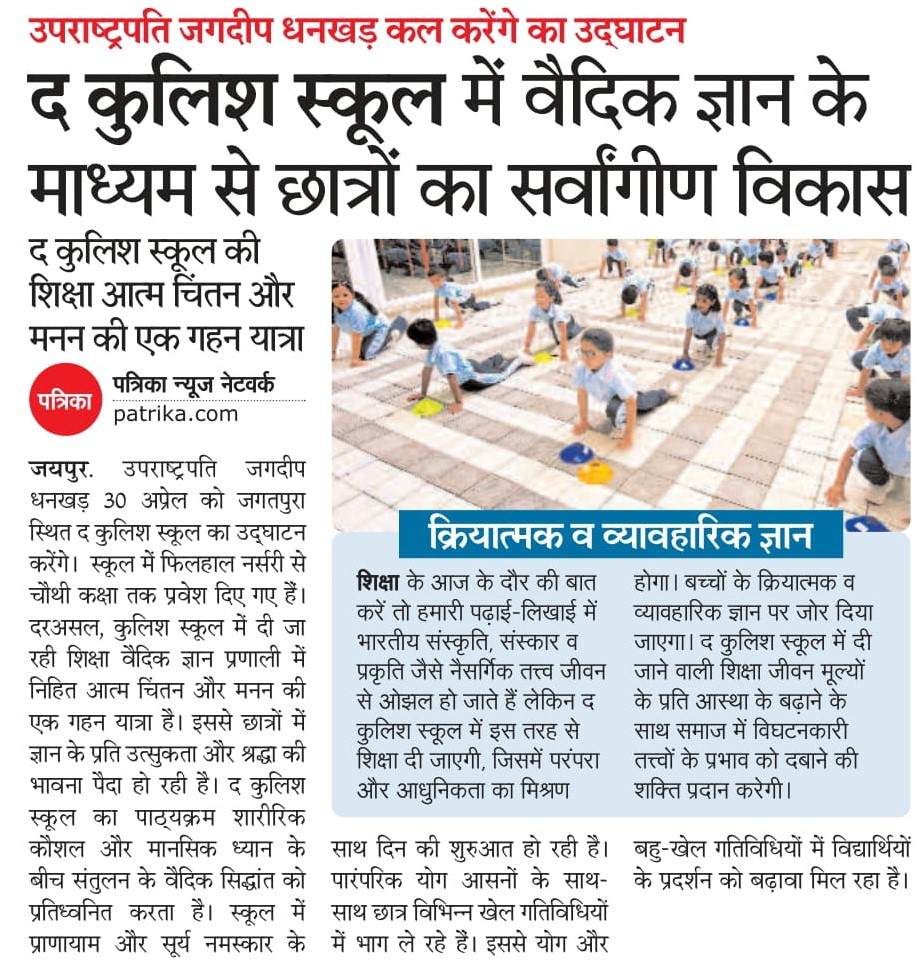 उपराष्ट्रपति जगदीप धनखड़ कल करेंगे का उद्घाटन
द कुलिश स्कूल में वैदिक ज्ञान के
माध्यम से छात्रों का सर्वांगीण विकास
द कुलिश स्कूल की
शिक्षा आत्म चिंतन और
मनन की एक गहन यात्रा
पत्रिका
पत्रिका न्यूज नेटवर्क
patrika.com
जयपुर. उपराष्ट्रपति जगदीप
धनखड़ 30 अप्रेल को जगतपुरा
स्थित द कुलिश स्कूल का उद्घाटन
करेंगे। स्कूल में फिलहाल नर्सरी से
चौथी कक्षा तक प्रवेश दिए गए हैं।
दरअसल, कुलिश स्कूल में दी जा
रही शिक्षा वैदिक ज्ञान प्रणाली में
निहित आत्म चिंतन और मनन की
एक गहन यात्रा है। इससे छात्रों में
ज्ञान के प्रति उत्सुकता और श्रद्धा की
भावना पैदा हो रही है। द कुलिश
स्कूल का पाठ्यक्रम शारीरिक
कौशल और मानसिक ध्यान के
बीच संतुलन के वैदिक सिद्धांत को
प्रतिध्वनित करता है। स्कूल में
प्राणायाम और सूर्य नमस्कार के
साथ दिन की शुरुआत हो रही है।
पारंपरिक योग आसनों के साथ-
साथ छात्र विभिन्न खेल गतिविधियों
में भाग ले रहे हैं। इससे योग और
बहु-खेल गतिविधियों में विद्यार्थियों
के प्रदर्शन को बढ़ावा मिल रहा है।
क्रियात्मक व व्यावहारिक ज्ञान
शिक्षा के आज के दौर की बात
करें तो हमारी पढ़ाई-लिखाई में
भारतीय संस्कृति, संस्कार व
प्रकृति जैसे नैसर्गिक तत्त्व जीवन
से ओझल हो जाते हैं लेकिन द
कुलिश स्कूल में इस तरह से
शिक्षा दी जाएगी, जिसमें परंपरा
और आधुनिकता का मिश्रण
होगा। बच्चों के क्रियात्मक व
व्यावहारिक ज्ञान पर जोर दिया
जाएगा। द कुलिश स्कूल में दी
जाने वाली शिक्षा जीवन मूल्यों
के प्रति आस्था के बढ़ाने के
साथ समाज में विघटनकारी
तत्त्वों के प्रभाव को दबाने की
शक्ति प्रदान करेगी।